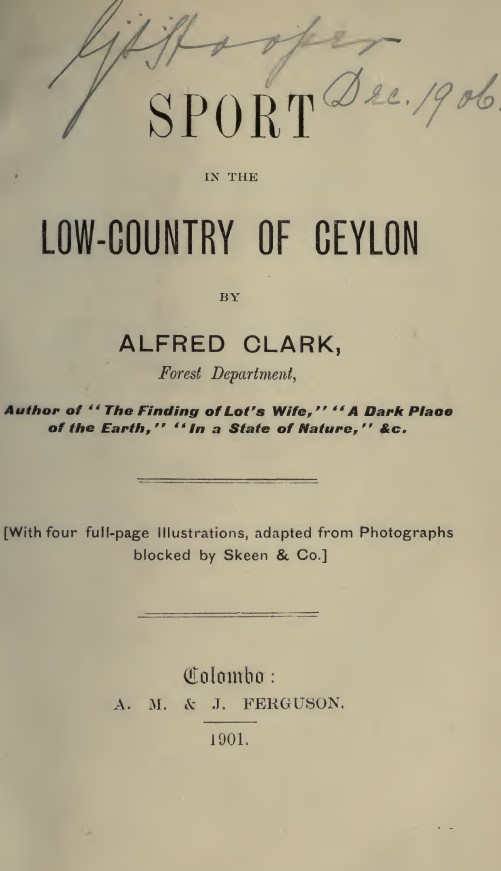 Hooper
Dec. 1906.
SPORT
IN THE
LOW-COUNTRY OF CEYLON
BY
ALFRED CLARK,
Forest Department,
Author of "The Finding of Lot's Wife," "A Dark Place
of the Earth," "In a State of Nature," &c.
[With four full-page Illustrations, adapted from Photographs
blocked by Skeen & Co.]
Colombo:
A. M. & J. FERGUSON.
1901.